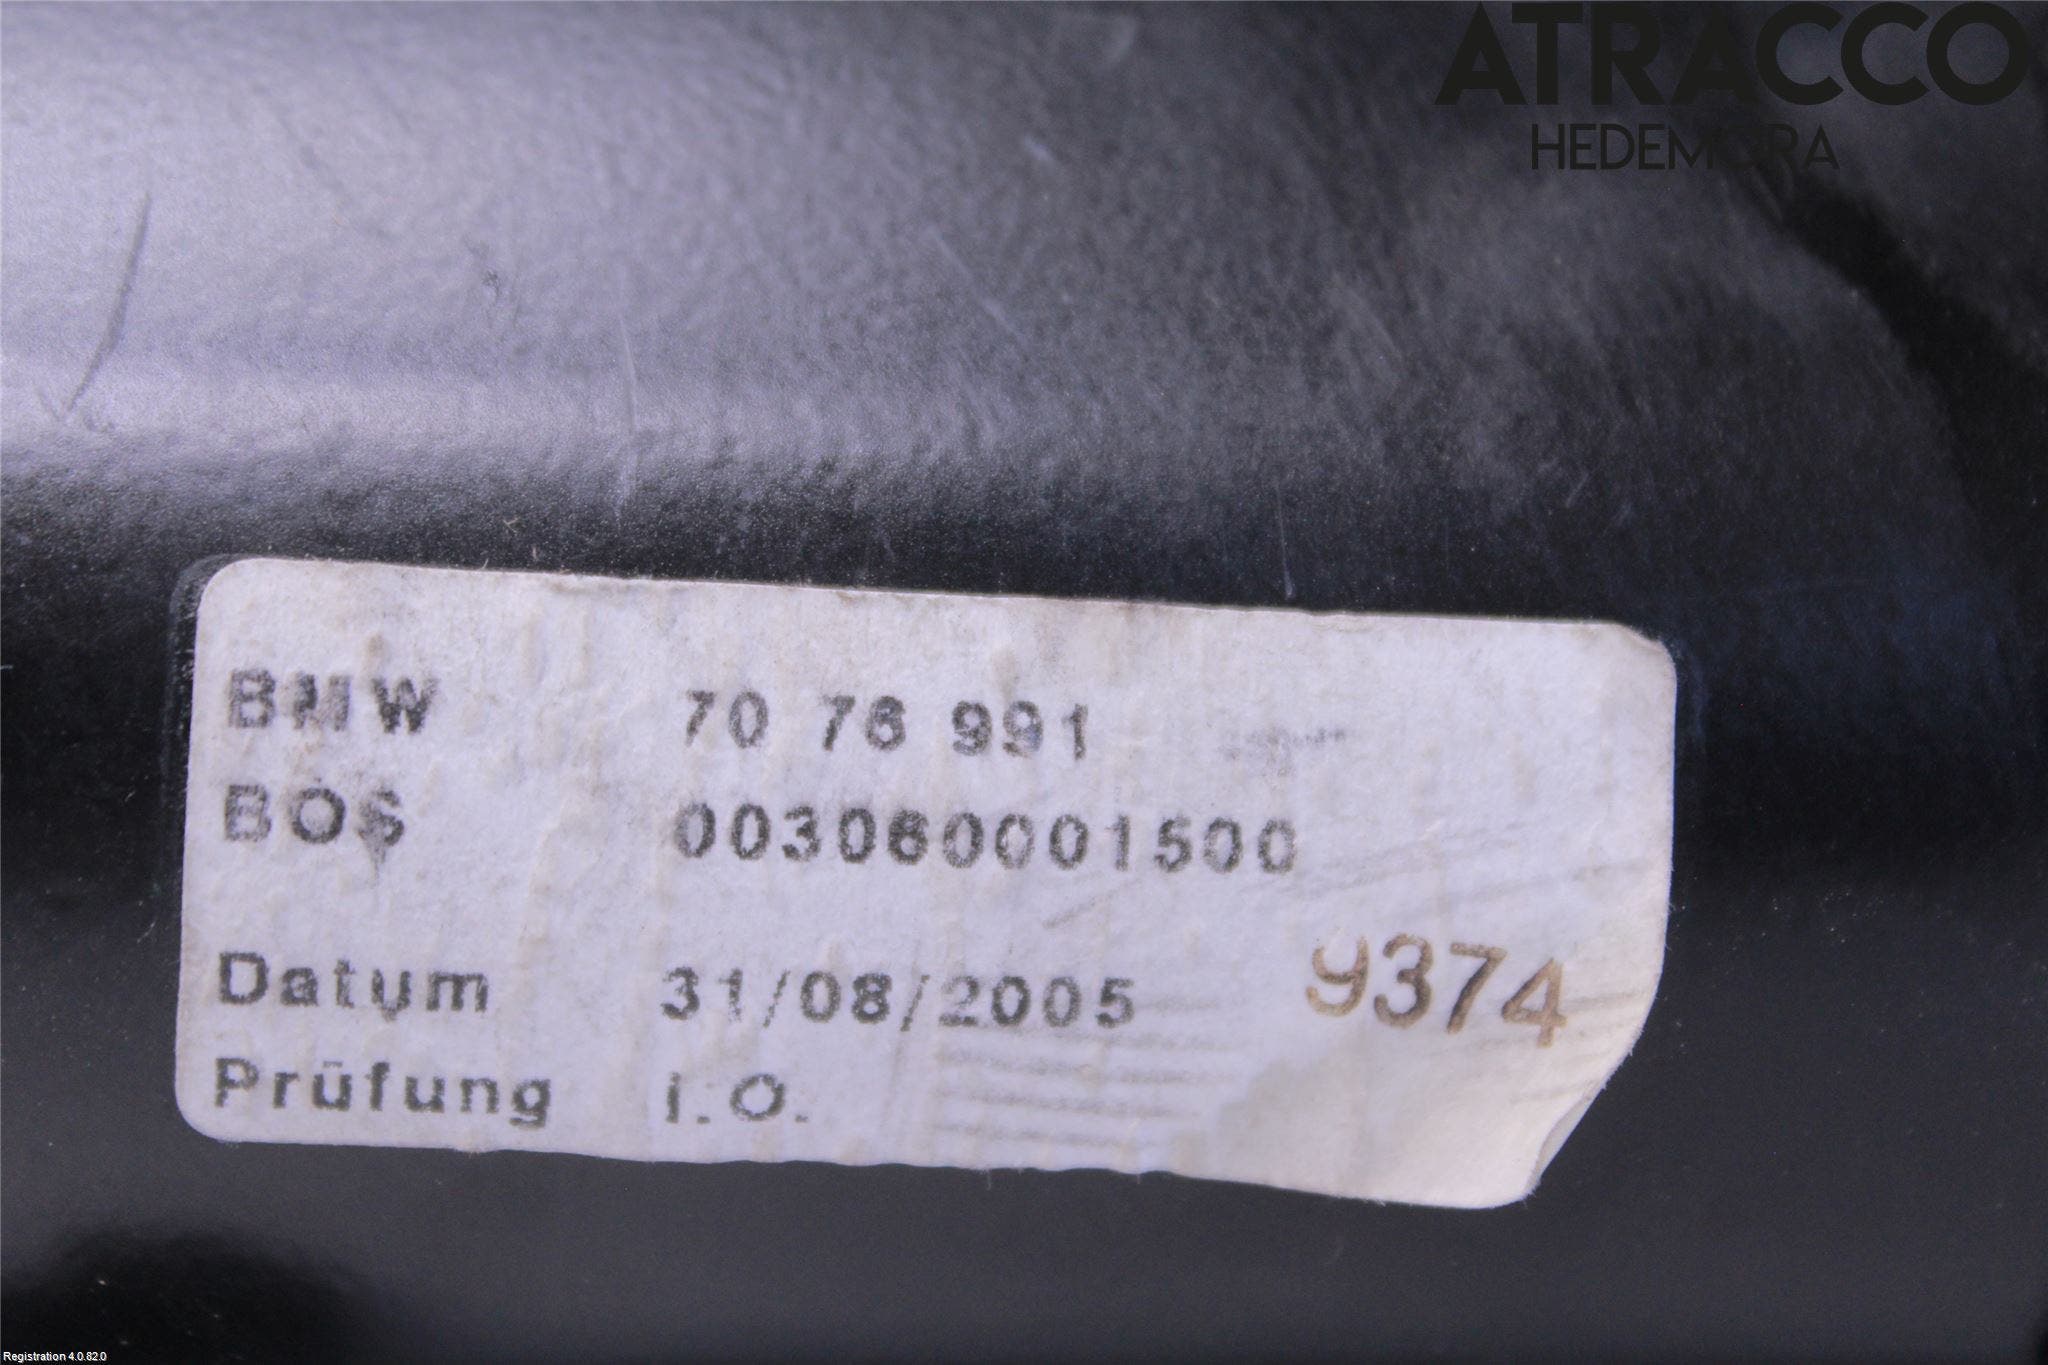 ATRACCO
HEDEMORA
BMW 70 76 991
BOS 003060001500
Datum 31/08/2005 9374
Prüfung i.O.
Registration 4.0.82.0